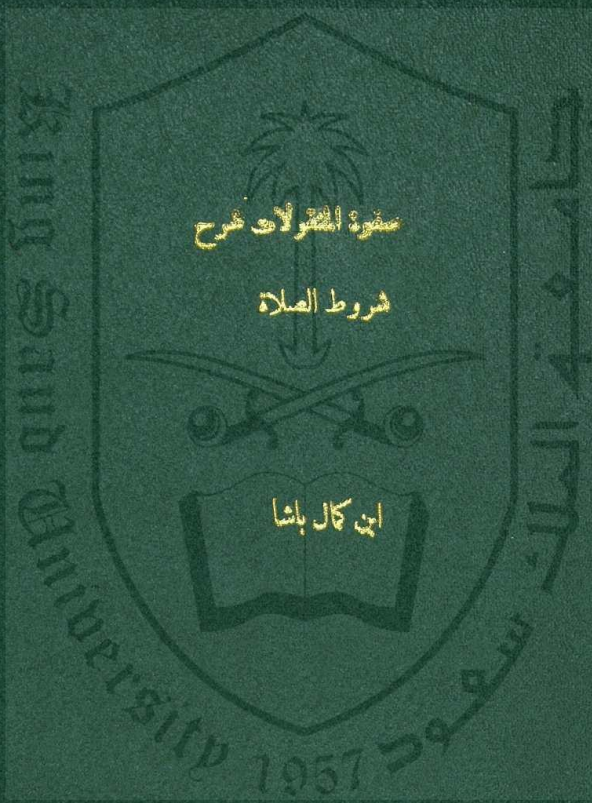 صفوة المنقولات شرح
شروط الصلاة
ابن كمال باشا
King Saud University 1957
جامعة الملك سعود